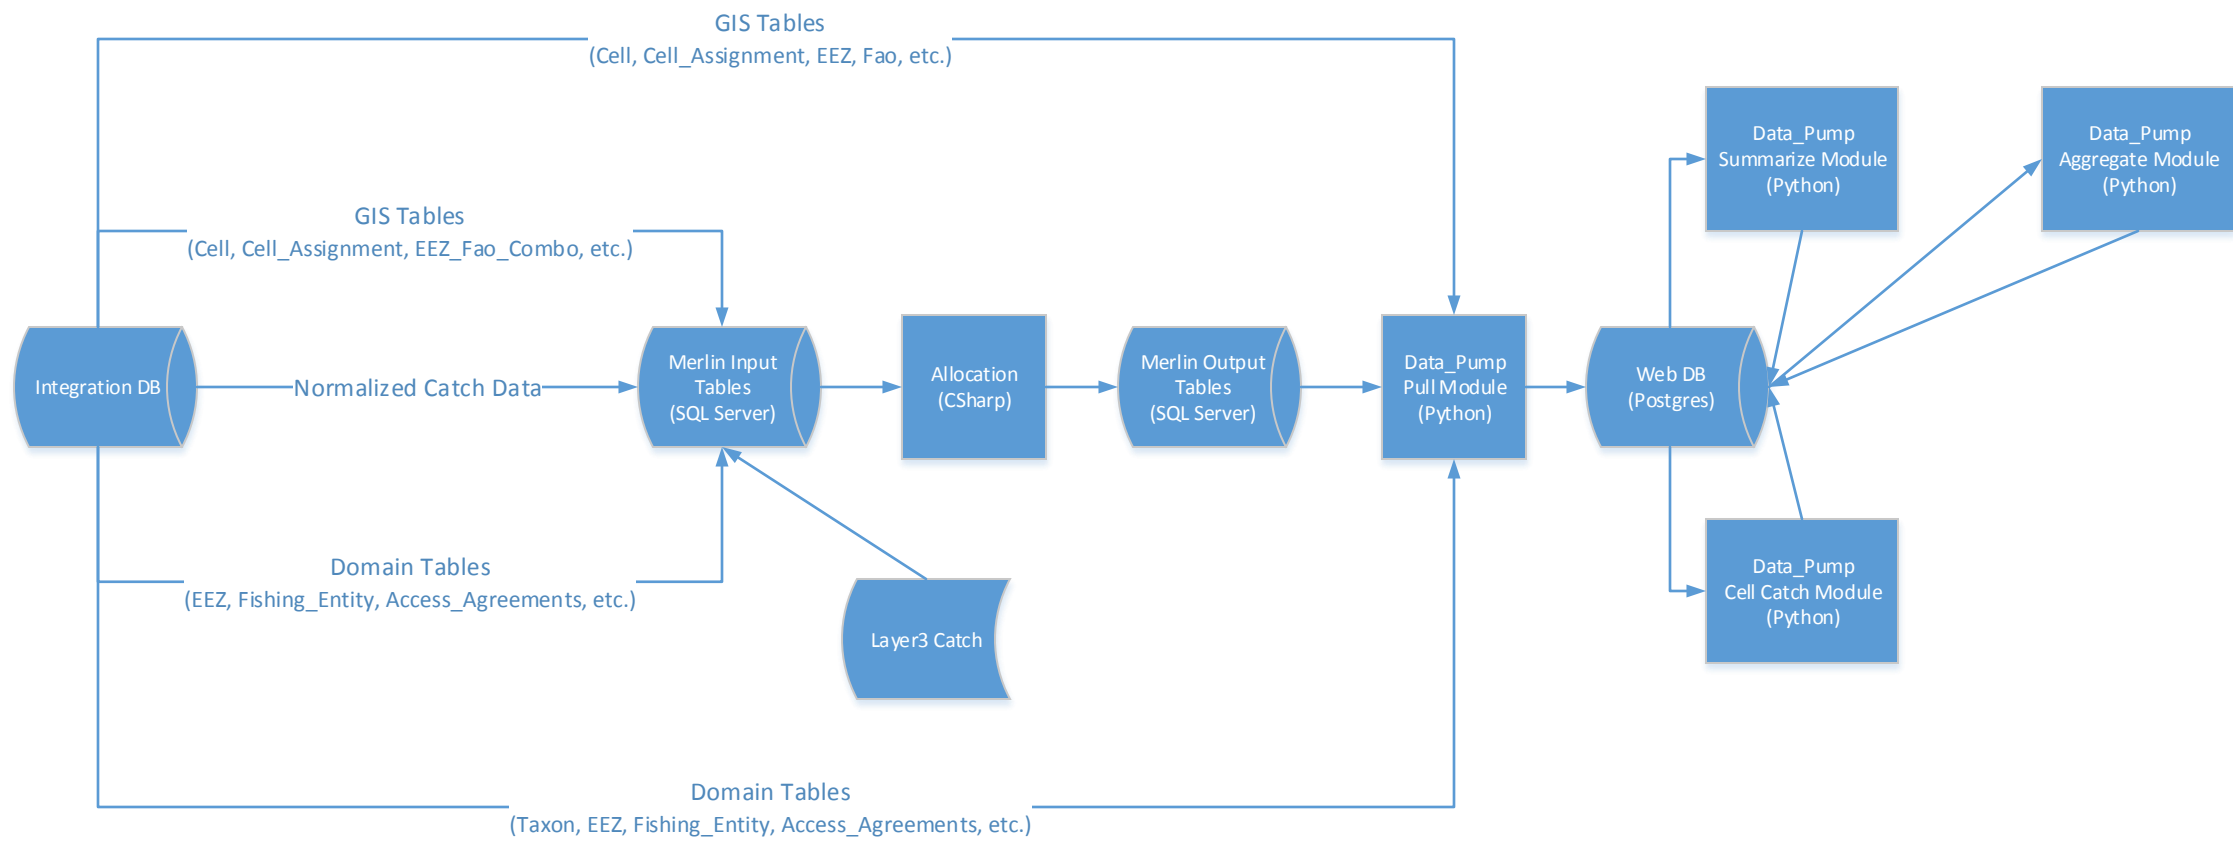 GIS Tables
(Cell, Cell_Assignment, EEZ, Fao, etc.)
Data_Pump
Summarize Module
(Python)
Data_Pump
Aggregate Module
(Python)
GIS Tables
(Cell, Cell_Assignment, EEZ_Fao_Combo, etc.)
Integration DB
Normalized Catch Data
Merlin Input
Tables
(SQL Server)
Allocation
(CSharp)
Merlin Output
Tables
(SQL Server)
Data_Pump
Pull Module
(Python)
Web DB
(Postgres)
Domain Tables
(EEZ, Fishing_Entity, Access_Agreements, etc.)
Layer3 Catch
Data_Pump
Cell Catch Module
(Python)
Domain Tables
(Taxon, EEZ, Fishing_Entity, Access_Agreements, etc.)